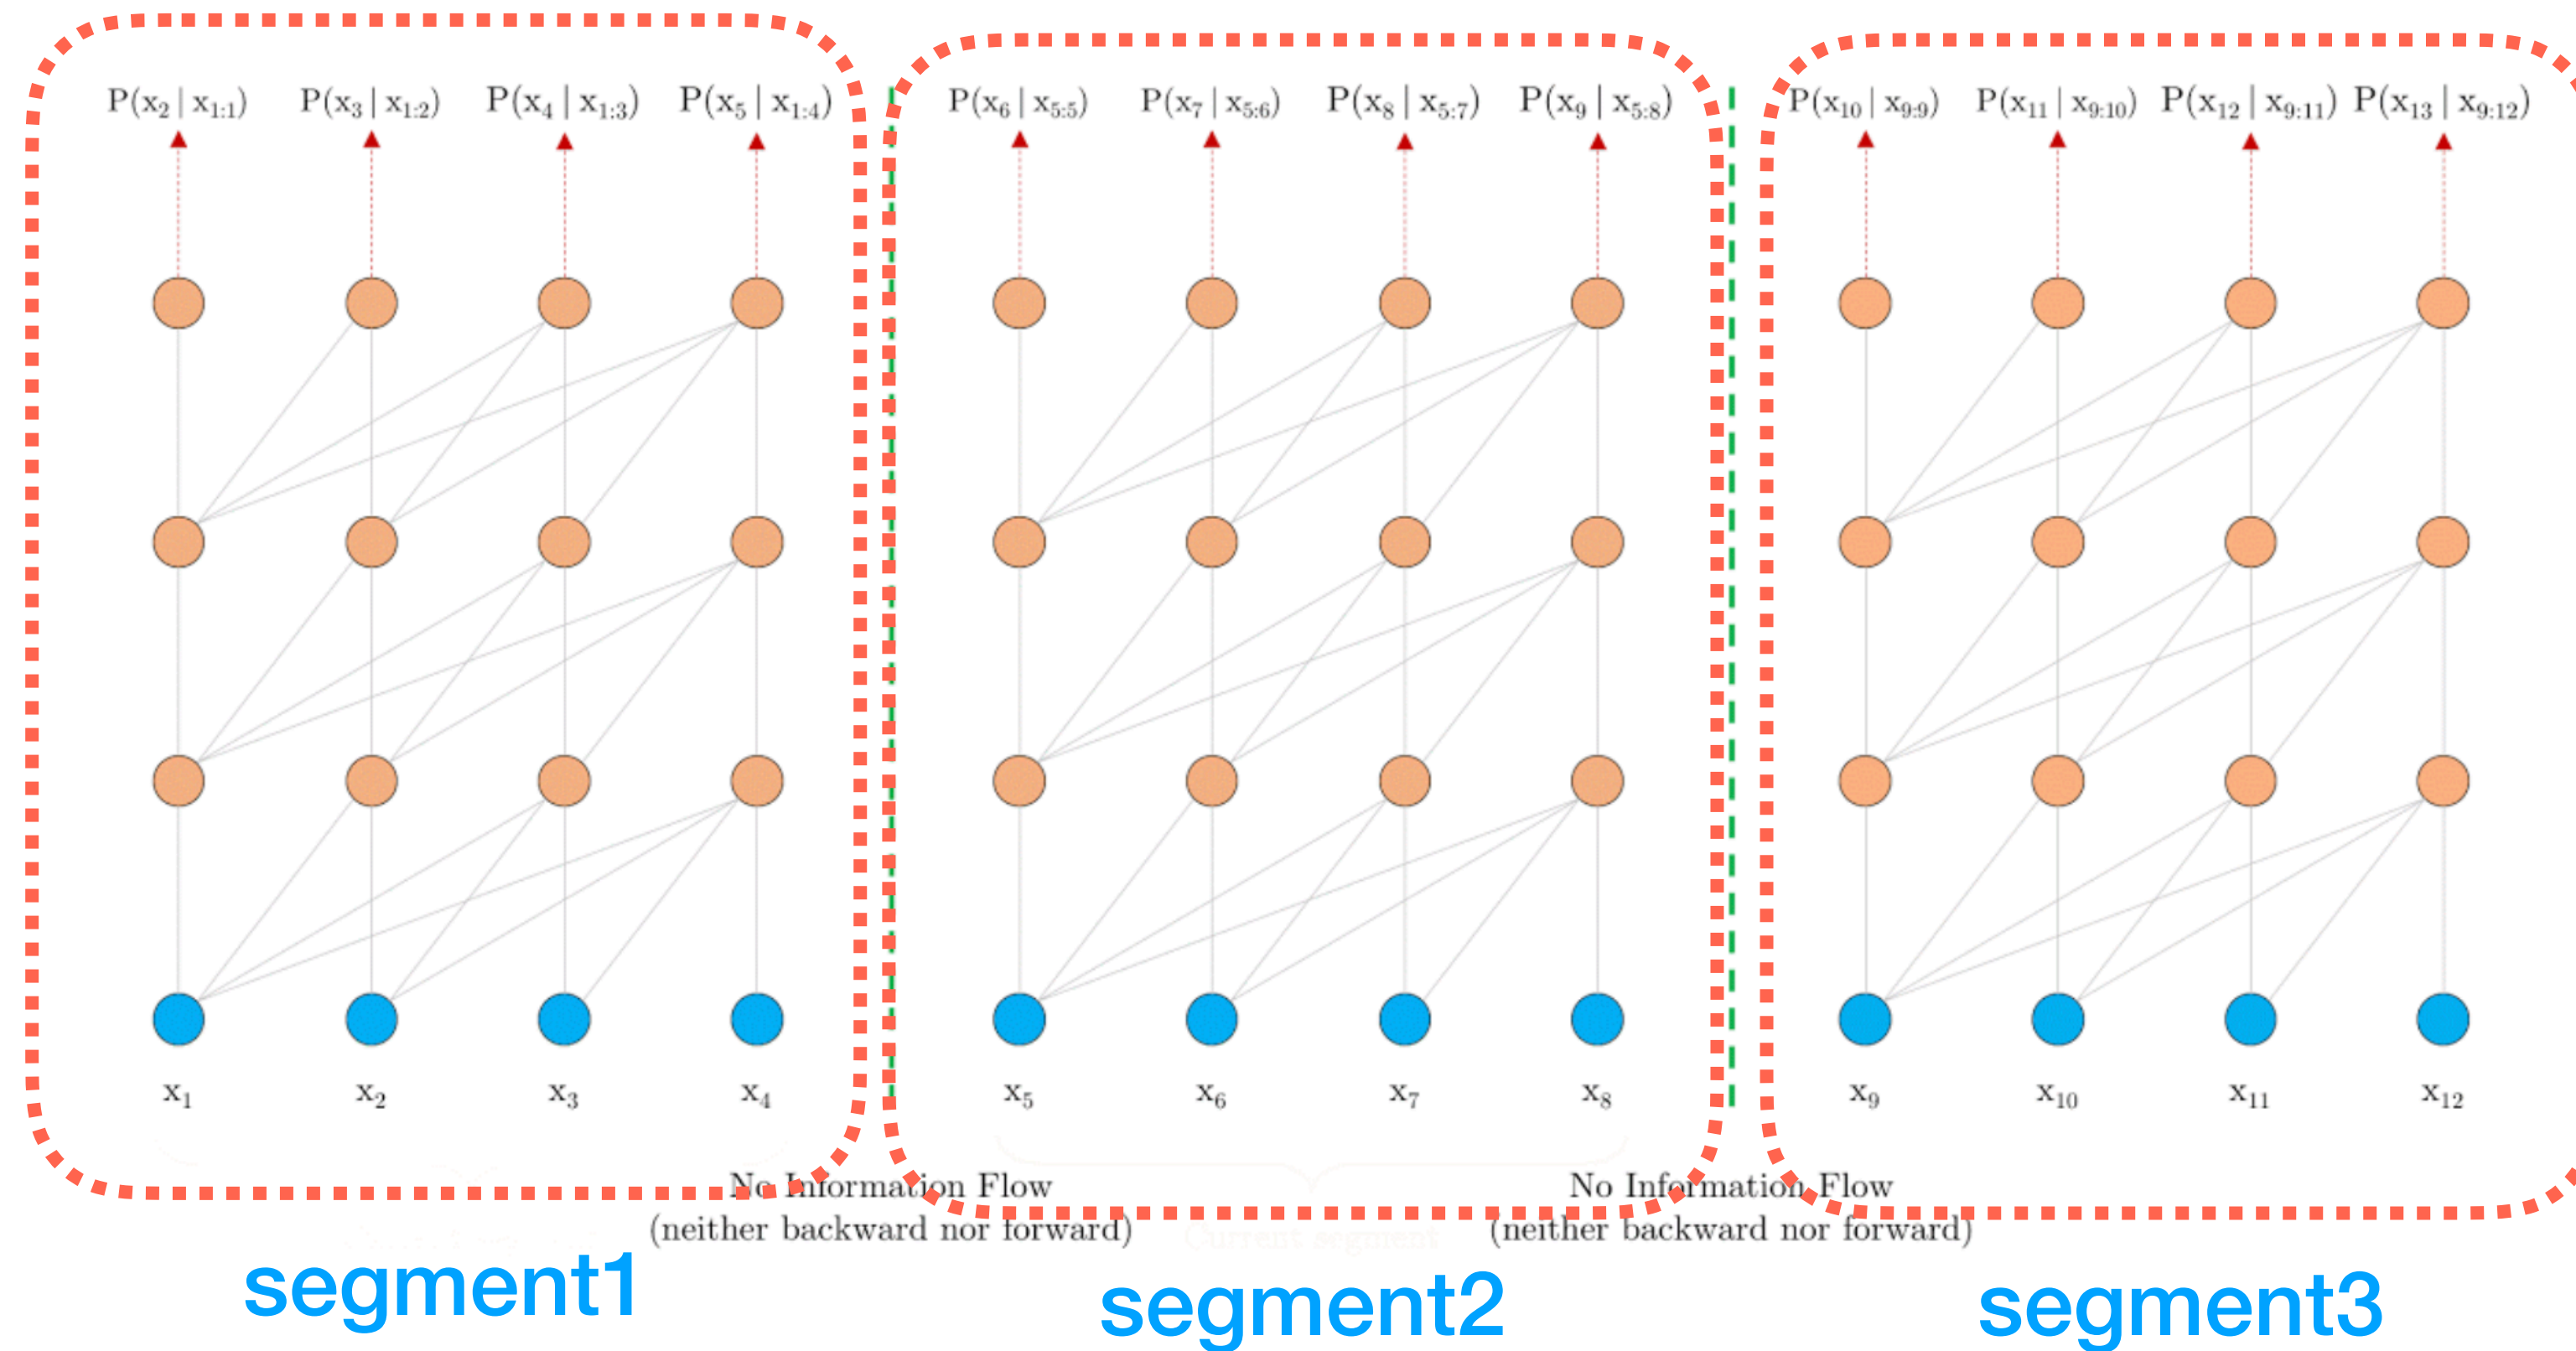 P(x₂ | x₁:₁) P(x₃ | x₁:₂) P(x₄ | x₁:₃) P(x₅ | x₁:₄) P(x₆ | x₅:₅) P(x₇ | x₅:₆) P(x₈ | x₅:₇) P(x₉ | x₅:₈) P(x₁₀ | x₉:₉) P(x₁₁ | x₉:₁₀) P(x₁₂ | x₉:₁₁) P(x₁₃ | x₉:₁₂)
x₁ x₂ x₃ x₄ x₅ x₆ x₇ x₈ x₉ x₁₀ x₁₁ x₁₂
No Information Flow
(neither backward nor forward)
Current segment
No Information Flow
(neither backward nor forward)
segment1 segment2 segment3